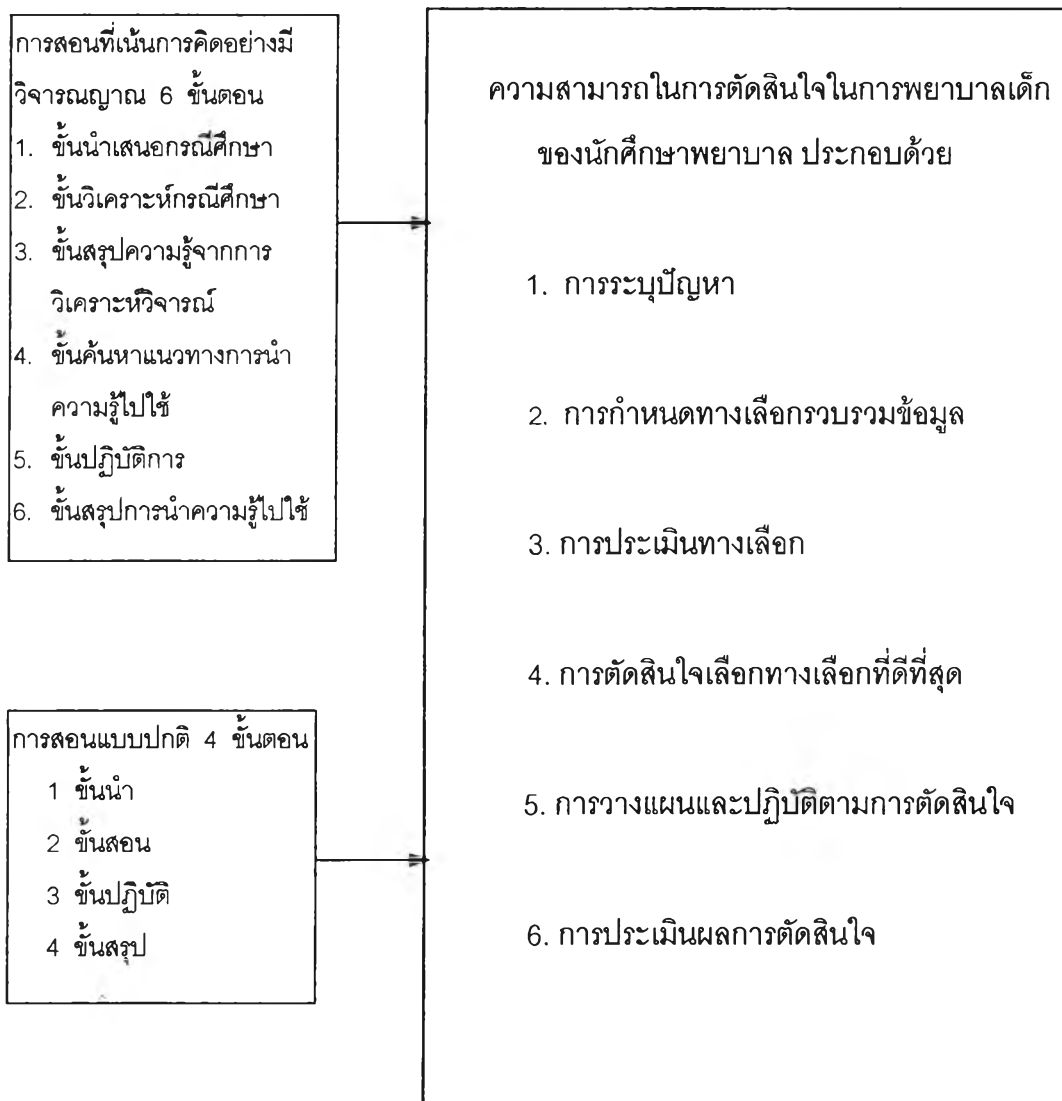 การสอนที่เน้นการคิดอย่างมี
วิจารณญาณ 6 ขั้นตอน
1. ขั้นนำเสนอกรณีศึกษา
2. ขั้นวิเคราะห์กรณีศึกษา
3. ขั้นสรุปความรู้จากการ
วิเคราะห์วิจารณ์
4. ขั้นค้นหาแนวทางการนำ
ความรู้ไปใช้
5. ขั้นปฏิบัติการ
6. ขั้นสรุปการนำความรู้ไปใช้
การสอนแบบปกติ 4 ขั้นตอน
1 ขั้นนำ
2 ขั้นสอน
3 ขั้นปฏิบัติ
4 ขั้นสรุป
ความสามารถในการตัดสินใจในการพยาบาลเด็ก
ของนักศึกษาพยาบาล ประกอบด้วย
1. การระบุปัญหา
2. การกำหนดทางเลือกรวบรวมข้อมูล
3. การประเมินทางเลือก
4. การตัดสินใจเลือกทางเลือกที่ดีที่สุด
5. การวางแผนและปฏิบัติตามการตัดสินใจ
6. การประเมินผลการตัดสินใจ